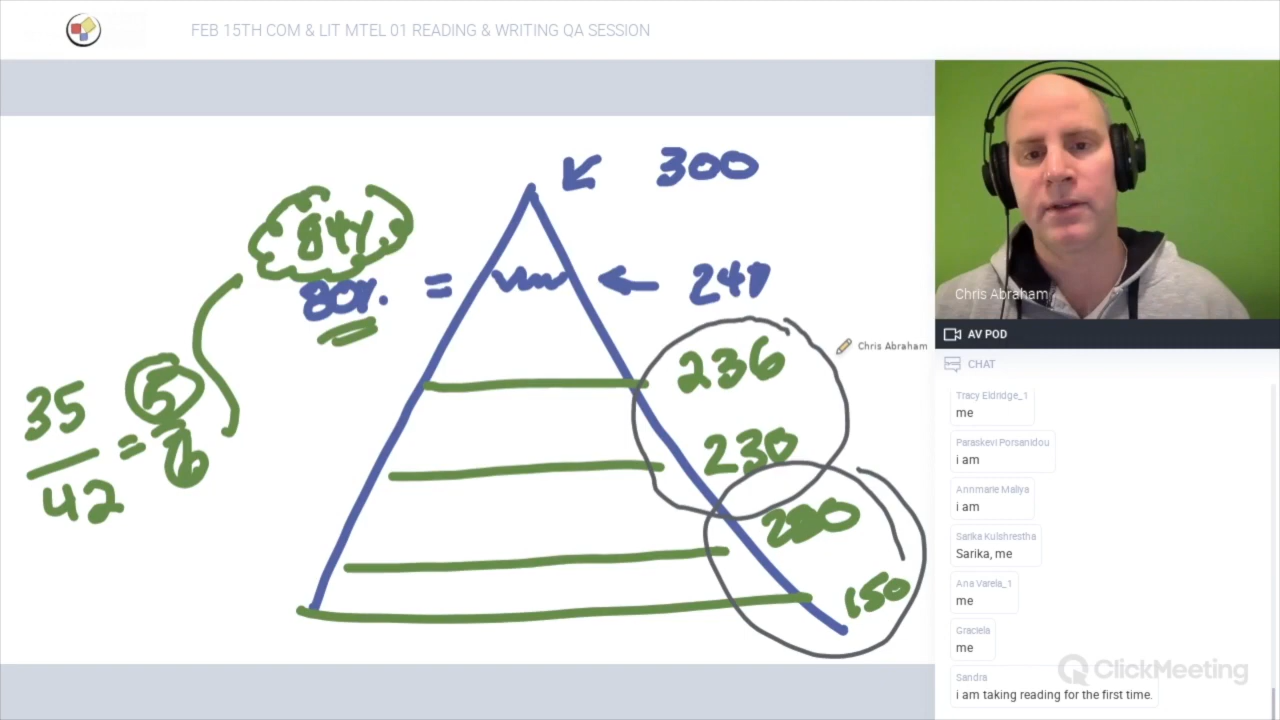 FEB 15TH COM & LIT MTEL 01 READING & WRITING QA SESSION
300
84%
80%. =
240
236
35
42
= 5
6
230
200
150
Chris Abraham
Chris Abraham
AV POD
CHAT
Tracy Eldridge_1
me
Paraskevi Porsanidou
i am
Annmarie Maliya
i am
Sarika Kulshrestha
Sarika, me
Ana Varela_1
me
Graciela
me
Sandra
i am taking reading for the first time.
ClickMeeting